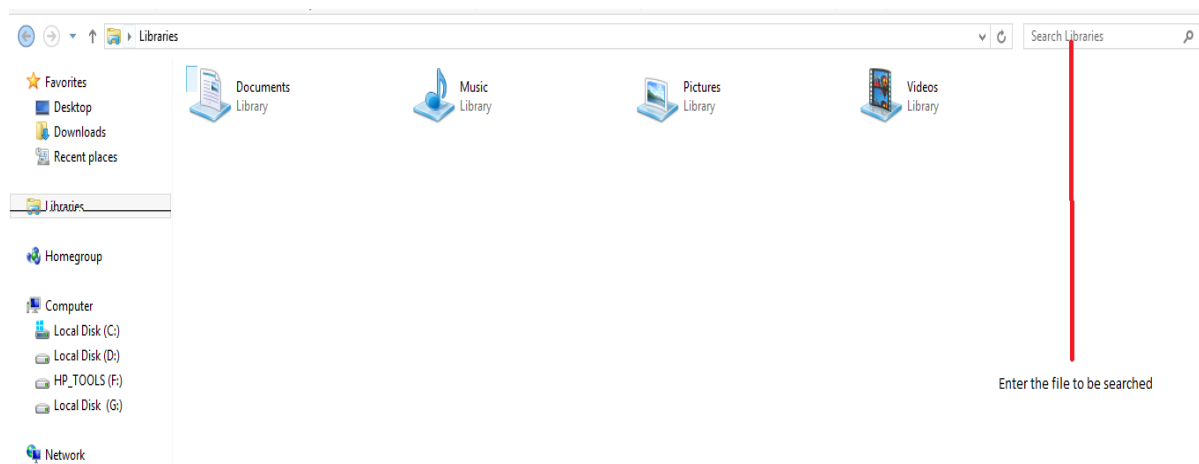 Libraries
Search Libraries
Favorites
Desktop
Downloads
Recent places
Libraries
Homegroup
Computer
Local Disk (C:)
Local Disk (D:)
HP_TOOLS (F:)
Local Disk (G:)
Network
Documents
Library
Music
Library
Pictures
Library
Videos
Library
Enter the file to be searched